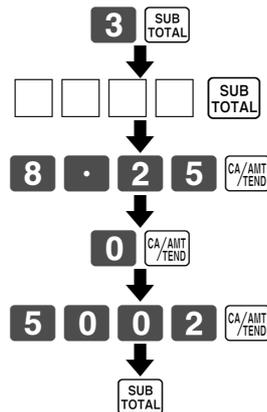 3 SUB TOTAL
SUB TOTAL
8 · 2 5 CA/AMT/TEND
0 CA/AMT/TEND
5 0 0 2 CA/AMT/TEND
SUB TOTAL